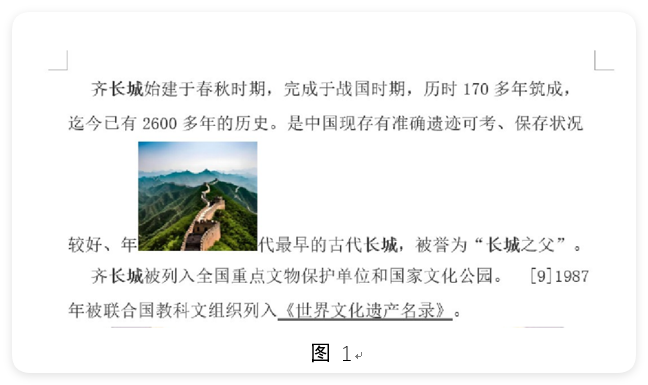 齐长城始建于春秋时期，完成于战国时期，历时 170 多年筑成，
迄今已有 2600 多年的历史。是中国现存有准确遗迹可考、保存状况
较好、年代最早的古代长城，被誉为“长城之父”。
齐长城被列入全国重点文物保护单位和国家文化公园。 [9]1987
年被联合国教科文组织列入《世界文化遗产名录》。
图 1